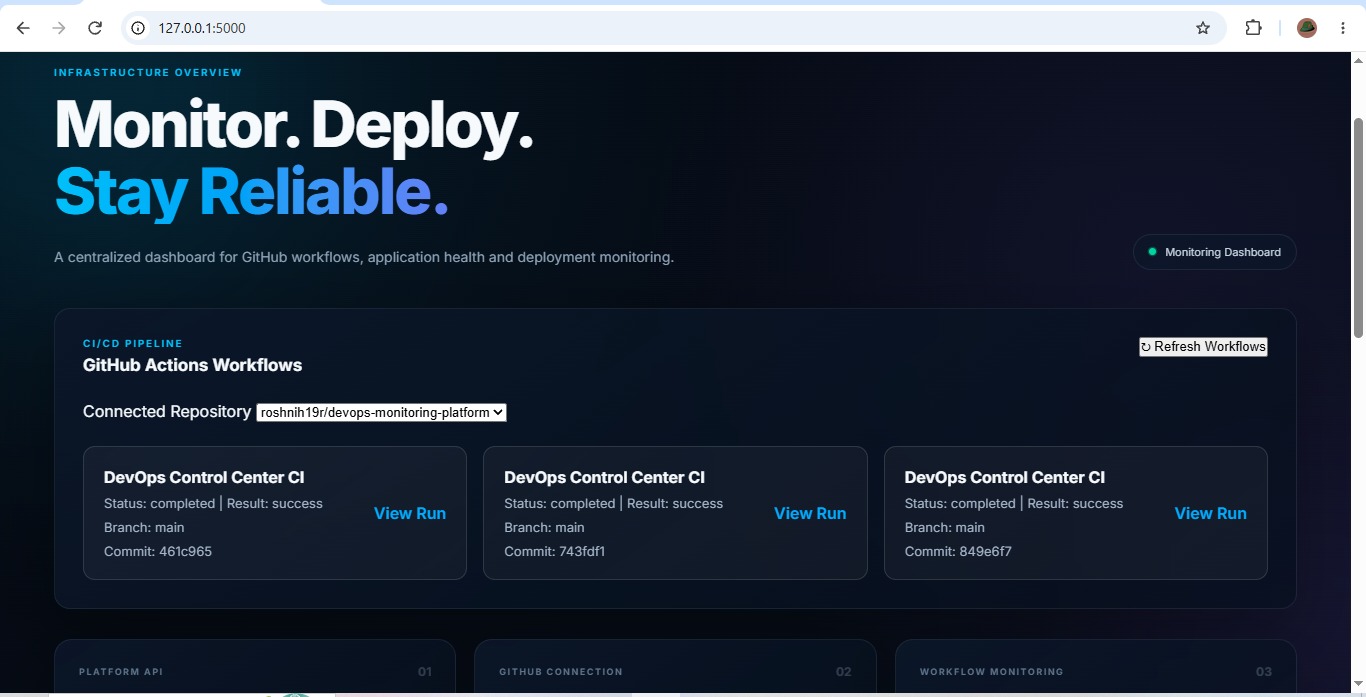 127.0.0.1:5000
INFRASTRUCTURE OVERVIEW
Monitor. Deploy.
Stay Reliable.
A centralized dashboard for GitHub workflows, application health and deployment monitoring.
Monitoring Dashboard
CI/CD PIPELINE
GitHub Actions Workflows
↻ Refresh Workflows
Connected Repository roshnih19r/devops-monitoring-platform
DevOps Control Center CI
Status: completed | Result: success
Branch: main
Commit: 461c965
View Run
DevOps Control Center CI
Status: completed | Result: success
Branch: main
Commit: 743fdf1
View Run
DevOps Control Center CI
Status: completed | Result: success
Branch: main
Commit: 849e6f7
View Run
PLATFORM API 01
GITHUB CONNECTION 02
WORKFLOW MONITORING 03